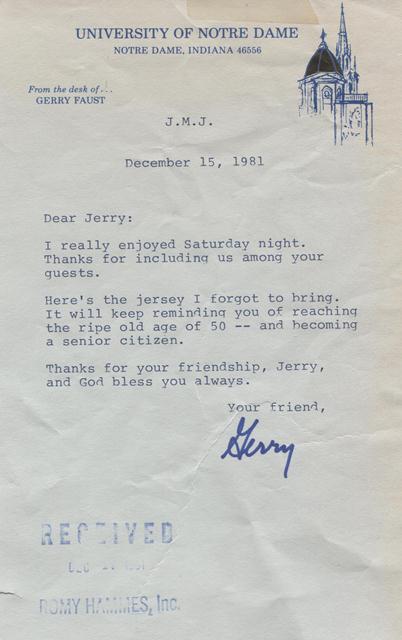 UNIVERSITY OF NOTRE DAME
NOTRE DAME, INDIANA 46556
From the desk of...
GERRY FAUST
J.M.J.
December 15, 1981
Dear Jerry:
I really enjoyed Saturday night.
Thanks for including us among your
guests.
Here's the jersey I forgot to bring.
It will keep reminding you of reaching
the ripe old age of 50 -- and becoming
a senior citizen.
Thanks for your friendship, Jerry,
and God bless you always.
Your friend,
Gerry
RECEIVED
DEC
ROMY HAMMES, Inc.